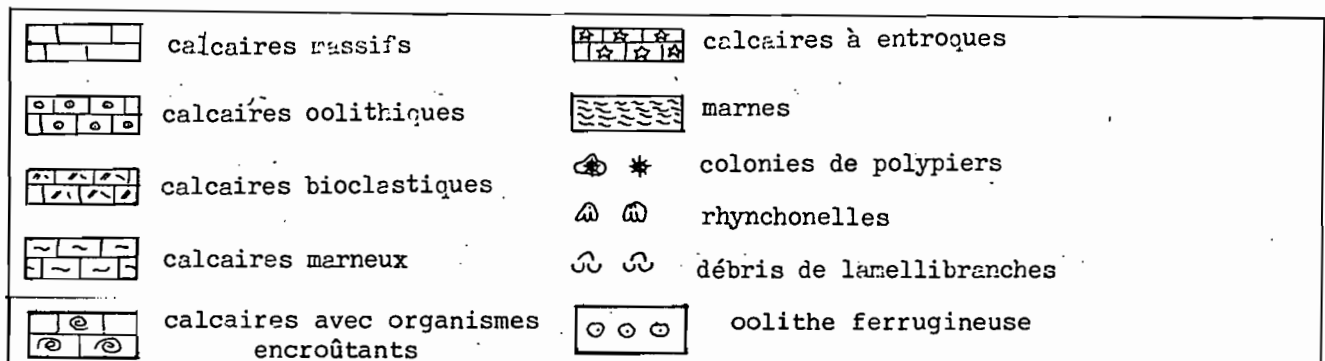 calcaires massifs
calcaires oolithiques
calcaires bioclastiques
calcaires marneux
calcaires avec organismes
encroûtants
calcaires à entroques
marnes
colonies de polypiers
rhynchonelles
débris de lamellibranches
oolithe ferrugineuse